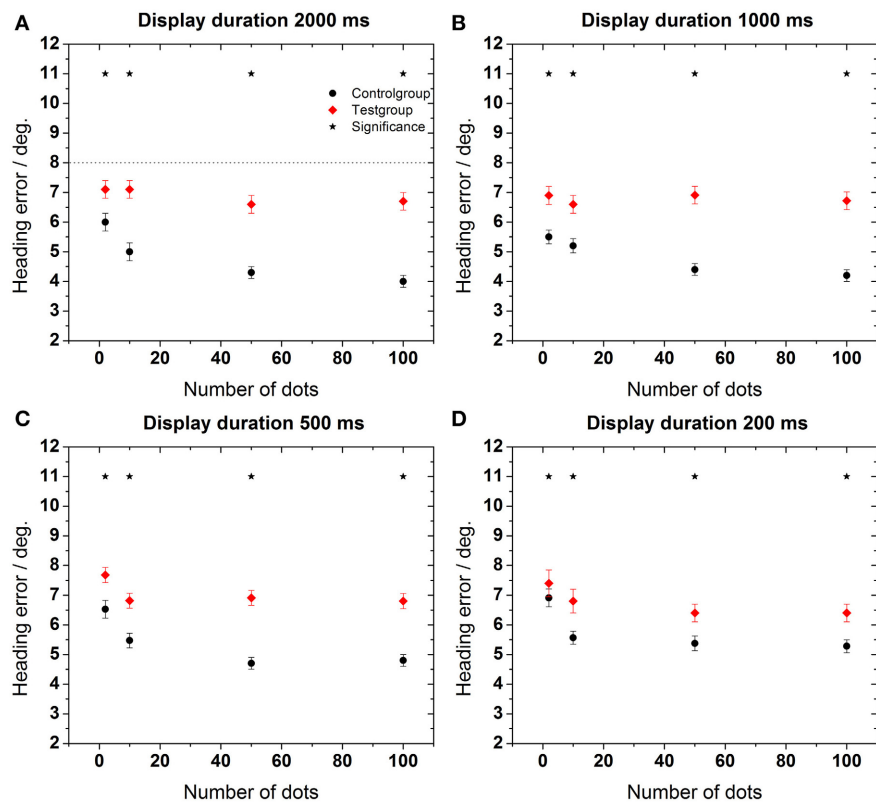 A
Display duration 2000 ms
12
11
10
9
8
7
6
5
4
3
2
Heading error / deg.
Controlgroup
Testgroup
Significance
0 20 40 60 80 100
Number of dots
B
Display duration 1000 ms
12
11
10
9
8
7
6
5
4
3
2
Heading error / deg.
0 20 40 60 80 100
Number of dots
C
Display duration 500 ms
12
11
10
9
8
7
6
5
4
3
2
Heading error / deg.
0 20 40 60 80 100
Number of dots
D
Display duration 200 ms
12
11
10
9
8
7
6
5
4
3
2
Heading error / deg.
0 20 40 60 80 100
Number of dots